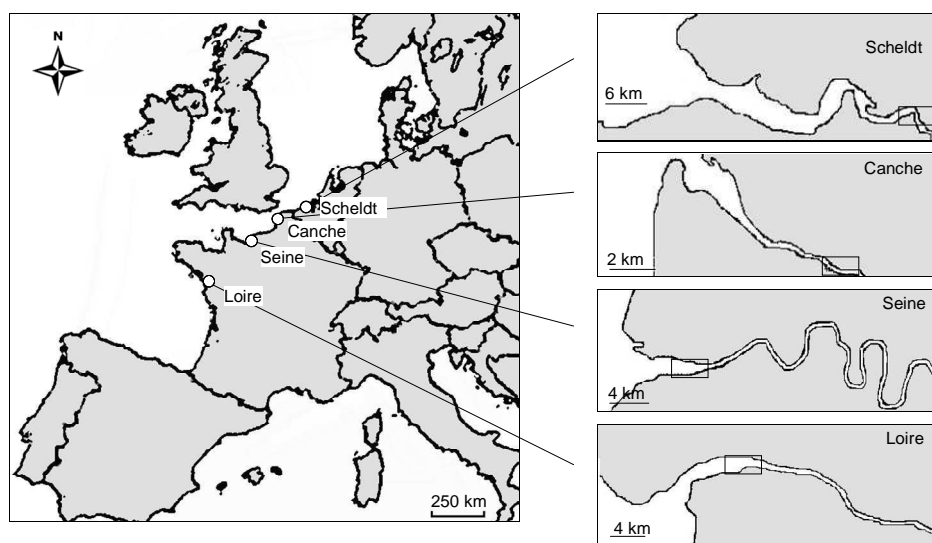 N
Scheldt
Canche
Seine
Loire
250 km
Scheldt
6 km
Canche
2 km
Seine
4 km
Loire
4 km